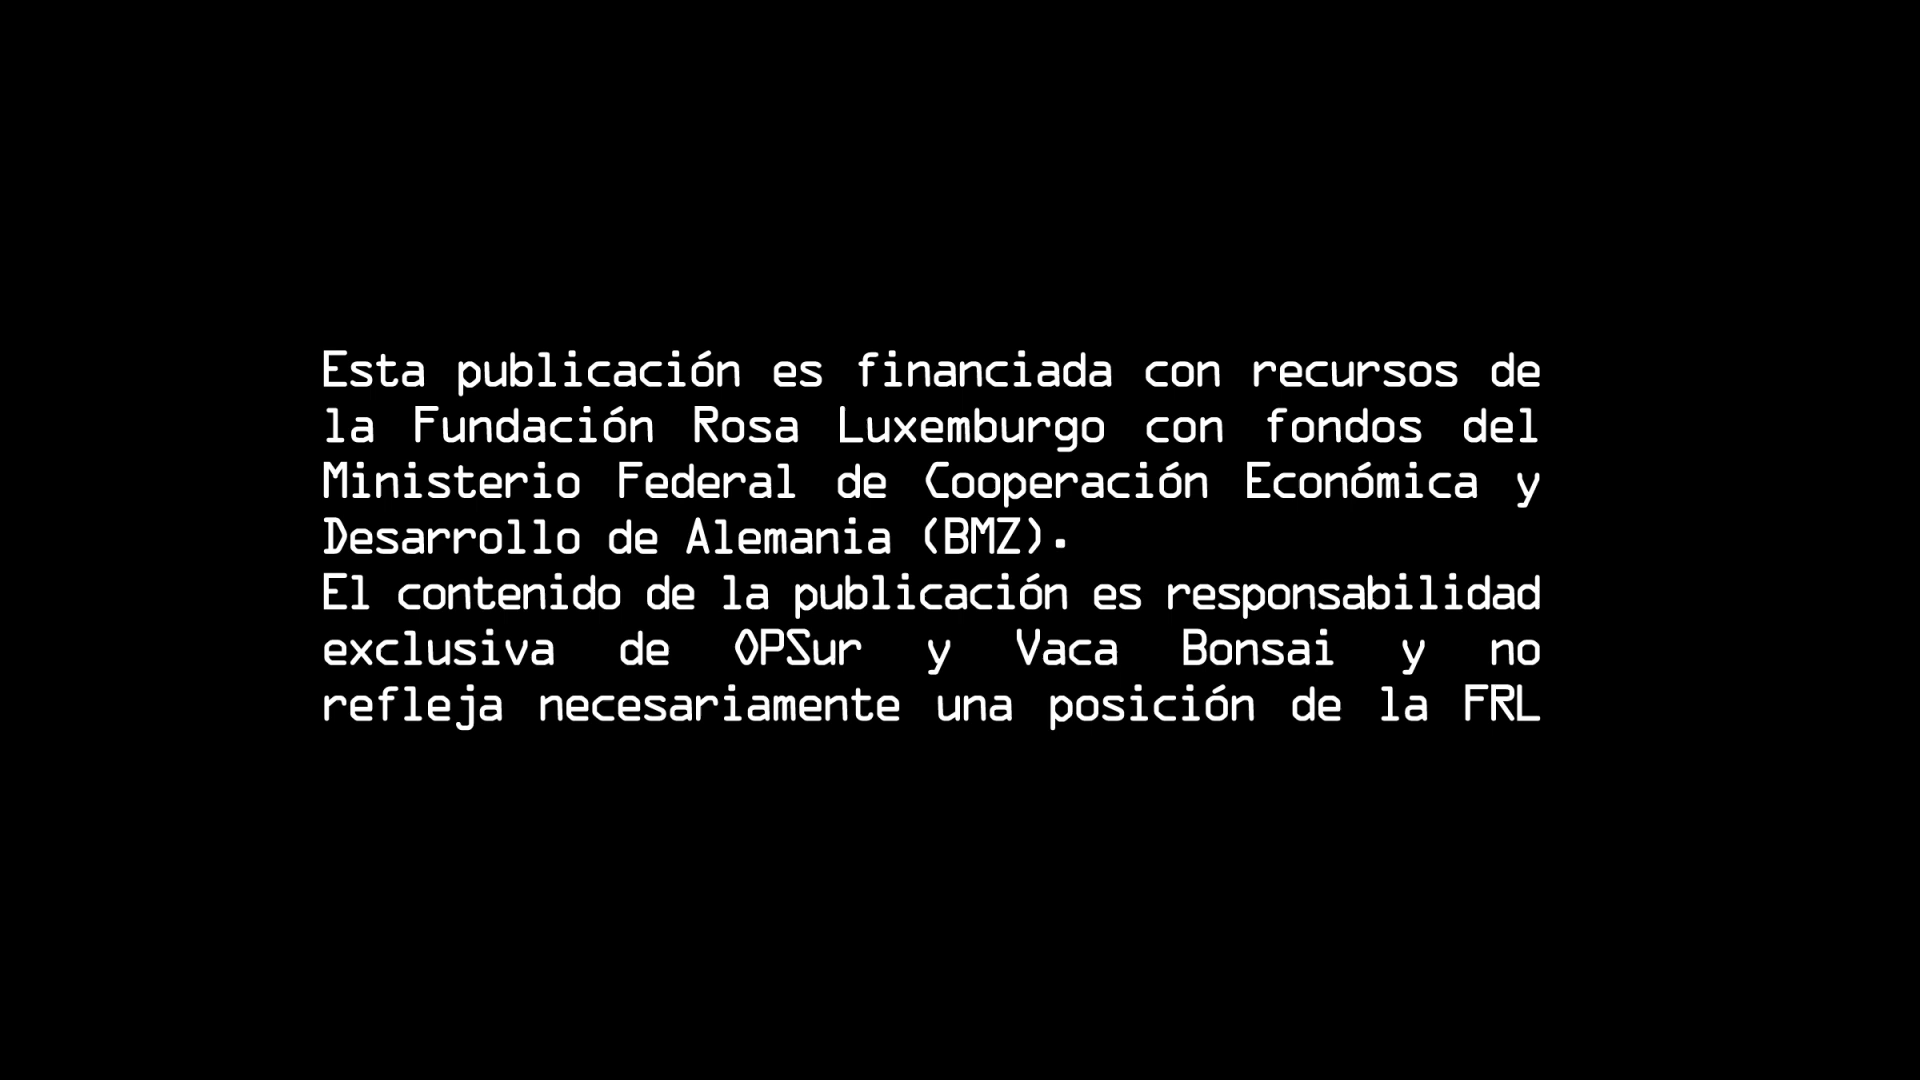 Esta publicación es financiada con recursos de
la Fundación Rosa Luxemburgo con fondos del
Ministerio Federal de Cooperación Económica y
Desarrollo de Alemania (BMZ).
El contenido de la publicación es responsabilidad
exclusiva de OPSur y Vaca Bonsai y no
refleja necesariamente una posición de la FRL